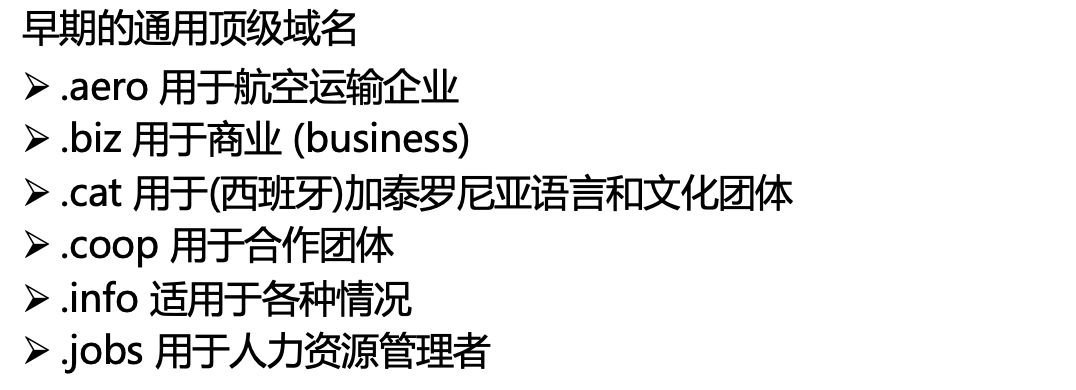 早期的通用顶级域名
➢ .aero 用于航空运输企业
➢ .biz 用于商业 (business)
➢ .cat 用于(西班牙)加泰罗尼亚语言和文化团体
➢ .coop 用于合作团体
➢ .info 适用于各种情况
➢ .jobs 用于人力资源管理者